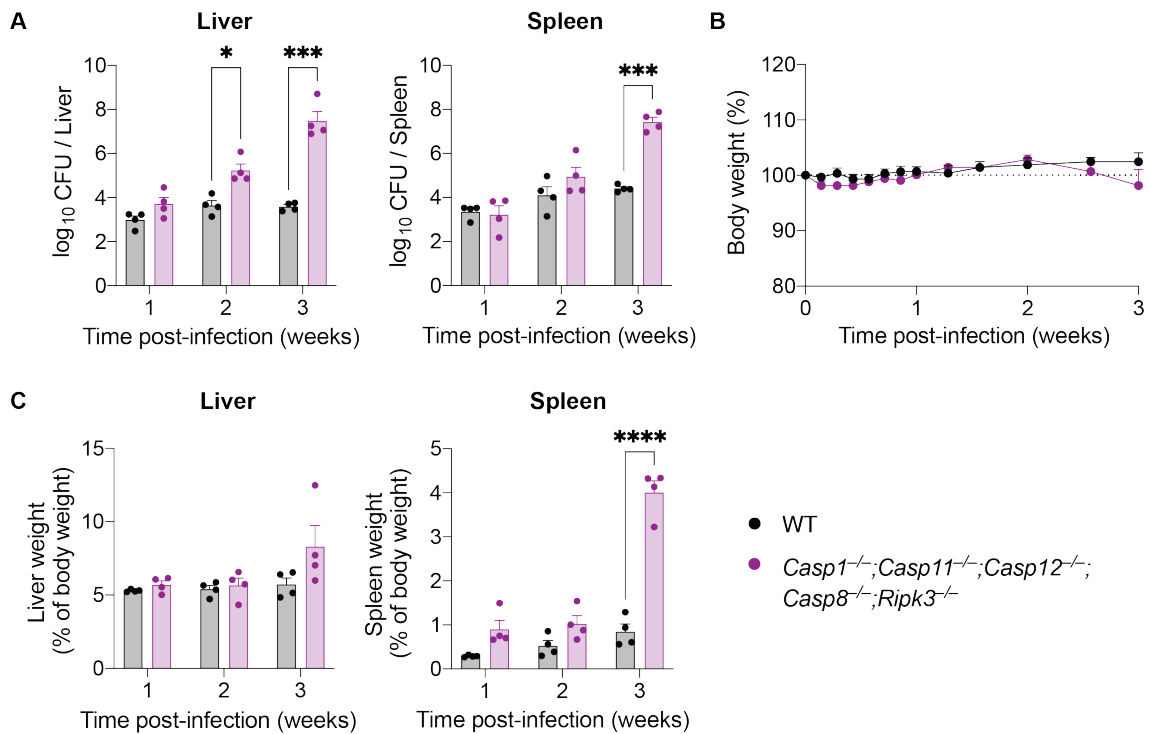 A
Liver
Spleen
B
*
***
***
log10 CFU / Liver
10
8
6
4
2
0
1
2
3
Time post-infection (weeks)
log10 CFU / Spleen
10
8
6
4
2
0
1
2
3
Time post-infection (weeks)
Body weight (%)
120
110
100
90
80
0
1
2
3
Time post-infection (weeks)
C
Liver
Spleen
****
Liver weight
(% of body weight)
15
10
5
0
1
2
3
Time post-infection (weeks)
Spleen weight
(% of body weight)
5
4
3
2
1
0
1
2
3
Time post-infection (weeks)
WT
Casp1–/–;Casp11–/–;Casp12–/–;
Casp8–/–;Ripk3–/–